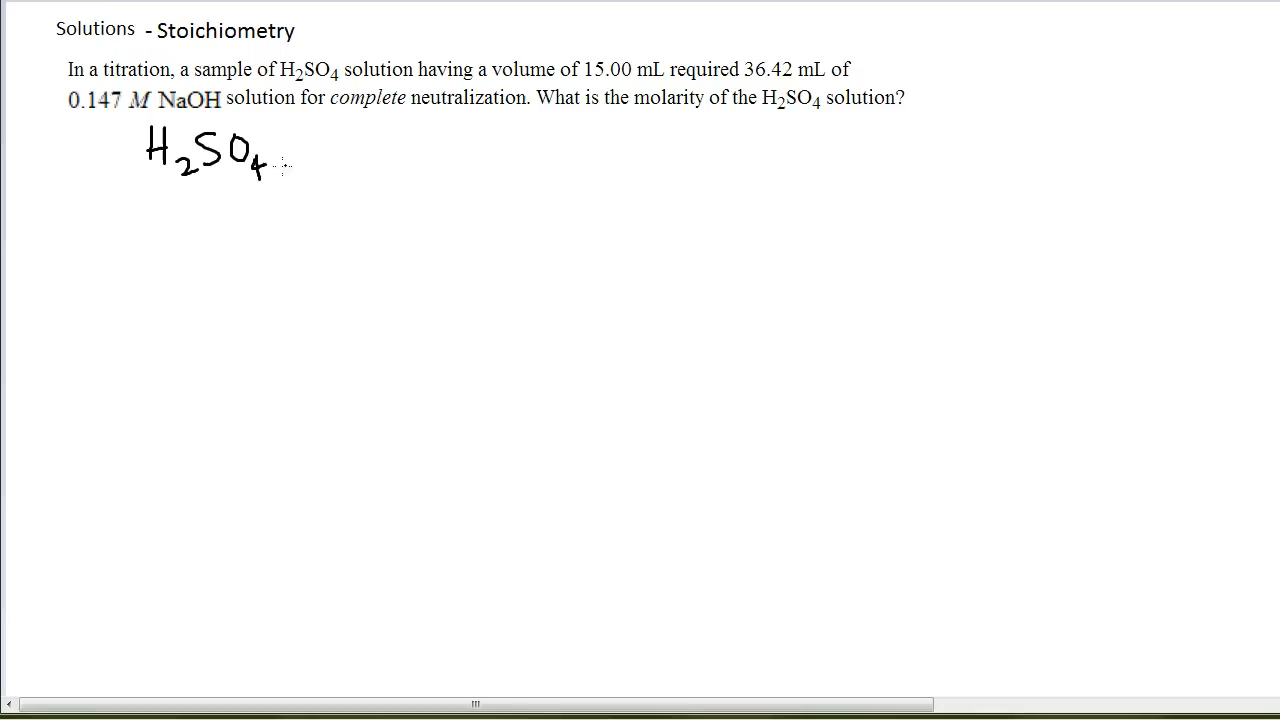 Solutions - Stoichiometry
In a titration, a sample of H₂SO₄ solution having a volume of 15.00 mL required 36.42 mL of
0.147 M NaOH solution for complete neutralization. What is the molarity of the H₂SO₄ solution?
H₂SO₄